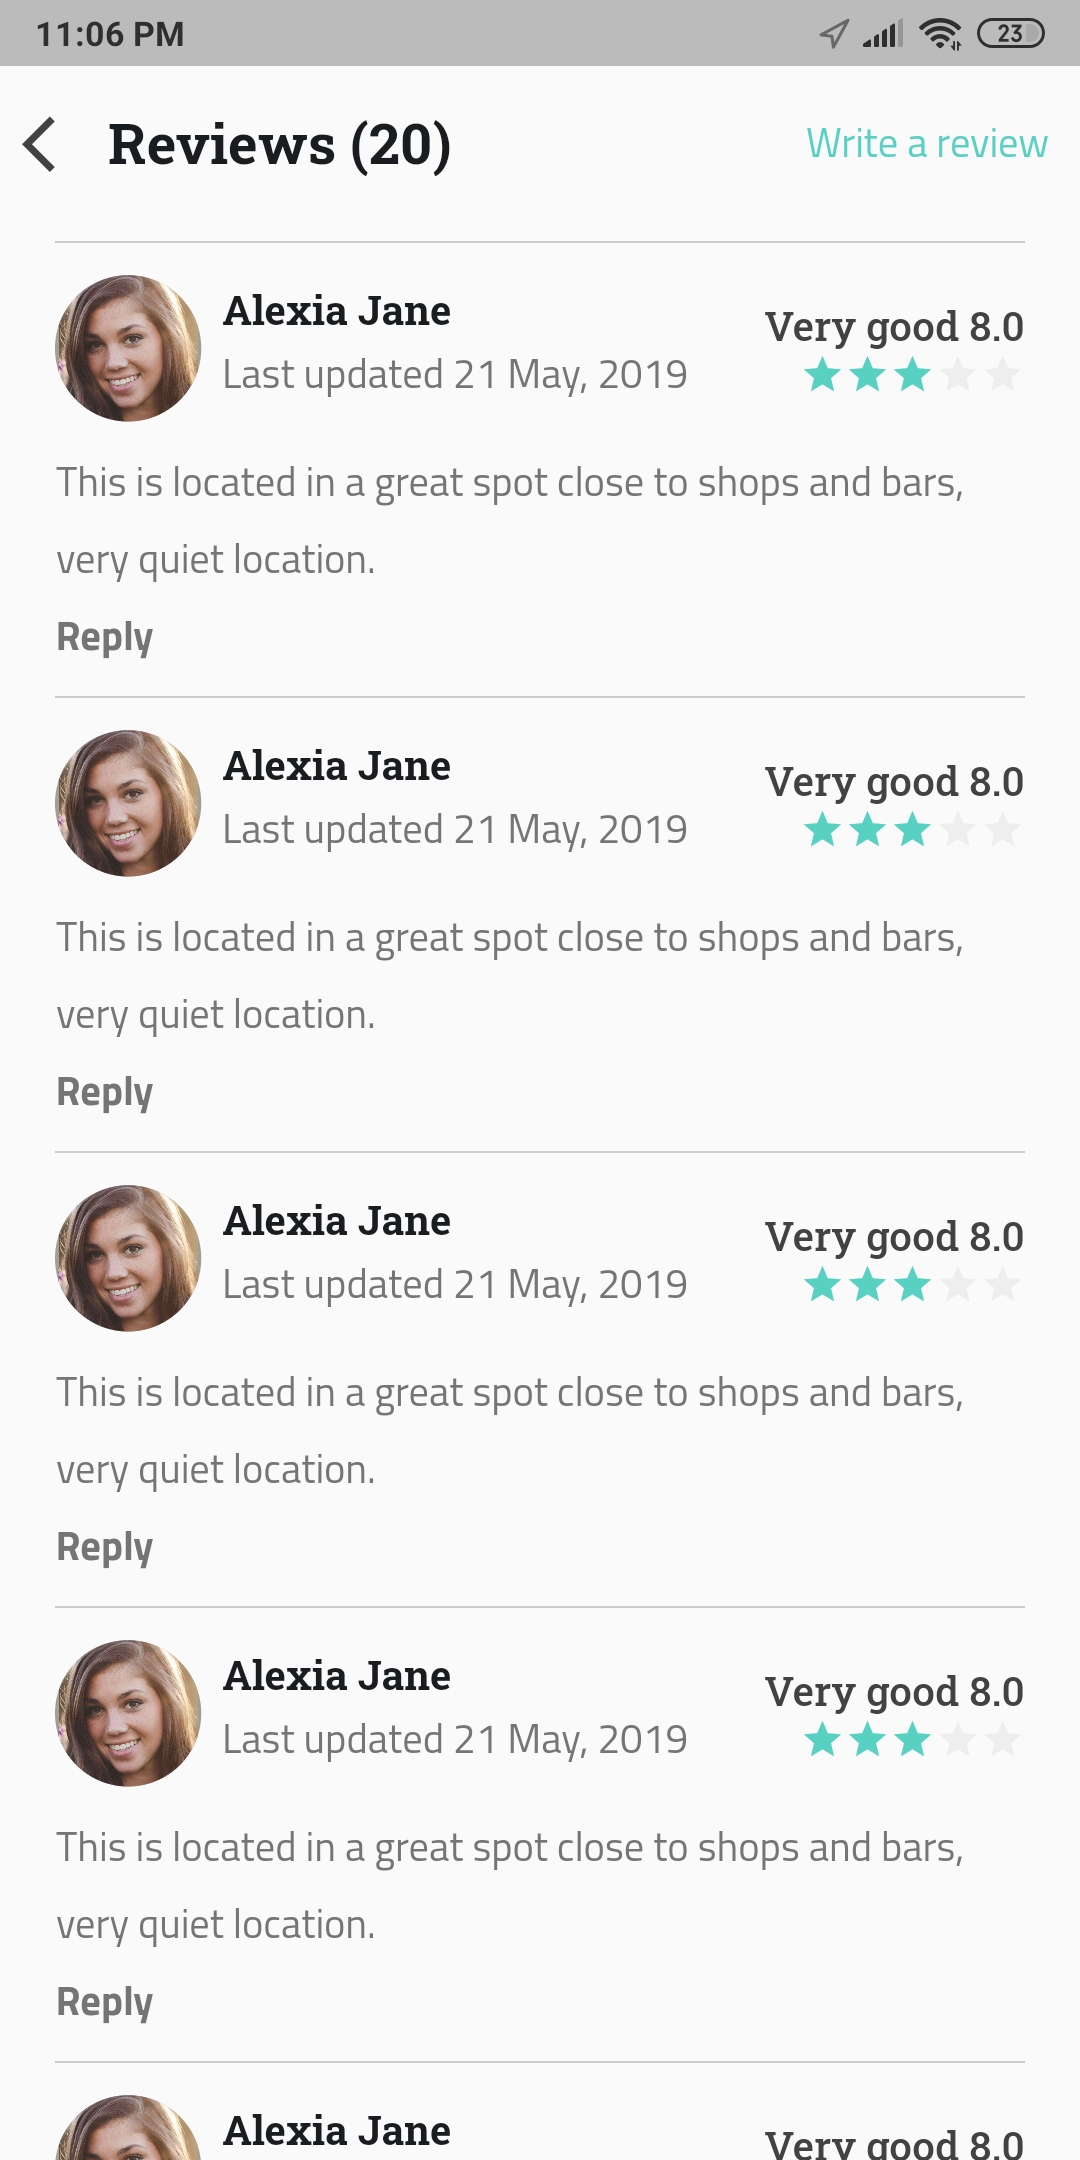 11:06 PM 23
Reviews (20) Write a review
Alexia Jane
Very good 8.0
Last updated 21 May, 2019
This is located in a great spot close to shops and bars,
very quiet location.
Reply
Alexia Jane
Very good 8.0
Last updated 21 May, 2019
This is located in a great spot close to shops and bars,
very quiet location.
Reply
Alexia Jane
Very good 8.0
Last updated 21 May, 2019
This is located in a great spot close to shops and bars,
very quiet location.
Reply
Alexia Jane
Very good 8.0
Last updated 21 May, 2019
This is located in a great spot close to shops and bars,
very quiet location.
Reply
Alexia Jane
Very good 8.0